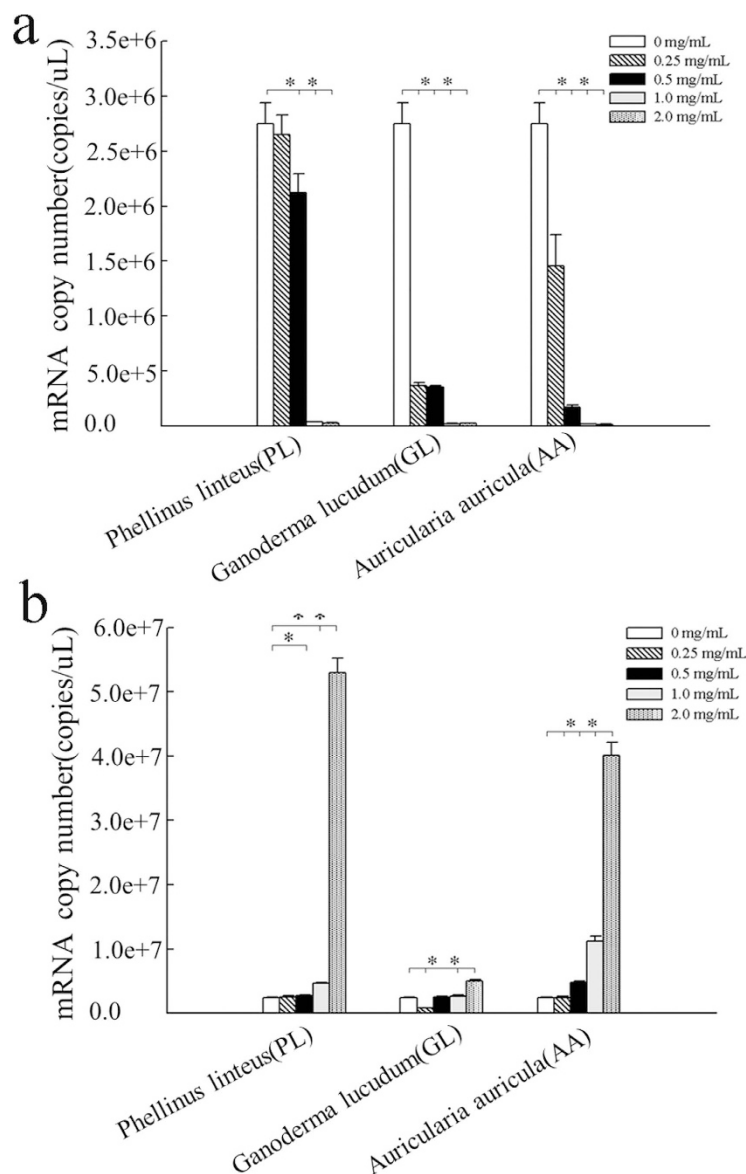 a
3.5e+6
3.0e+6
2.5e+6
2.0e+6
1.5e+6
1.0e+6
5.0e+5
0.0
mRNA copy number(copies/uL)
* *
* *
* *
0 mg/mL
0.25 mg/mL
0.5 mg/mL
1.0 mg/mL
2.0 mg/mL
Phellinus linteus(PL)
Ganoderma lucudum(GL)
Auricularia auricula(AA)
b
6.0e+7
5.0e+7
4.0e+7
3.0e+7
2.0e+7
1.0e+7
0.0
mRNA copy number(copies/uL)
* *
*
* *
* *
0 mg/mL
0.25 mg/mL
0.5 mg/mL
1.0 mg/mL
2.0 mg/mL
Phellinus linteus(PL)
Ganoderma lucudum(GL)
Auricularia auricula(AA)